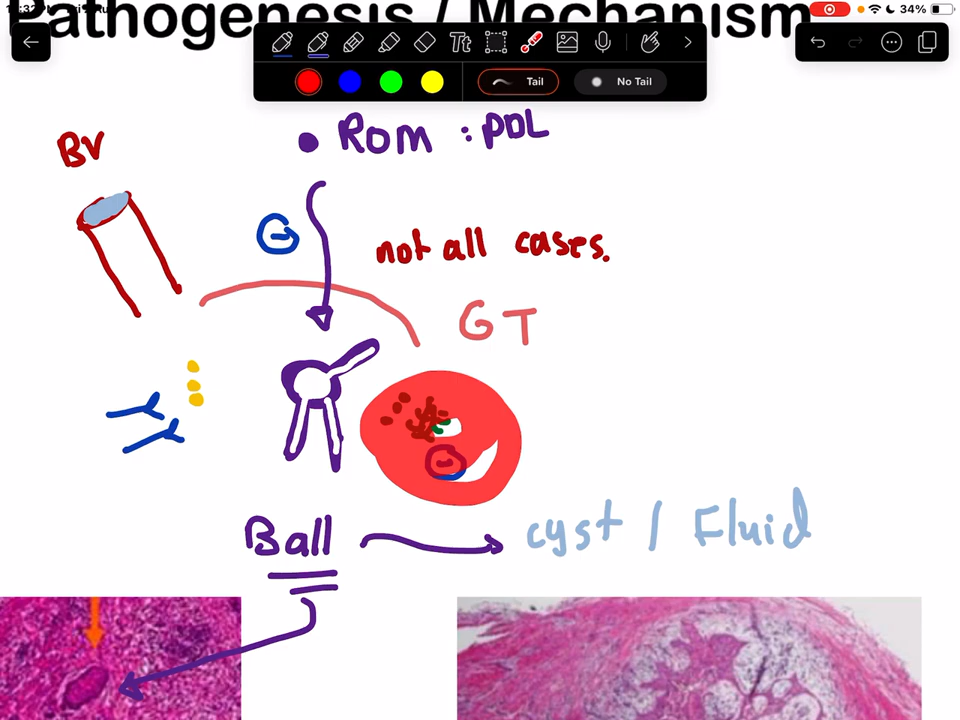 Pathogenesis / Mechanism
34%
Tt
Tail
No Tail
BV
• ROM : PDL
not all cases.
GT
Ball
cyst / Fluid